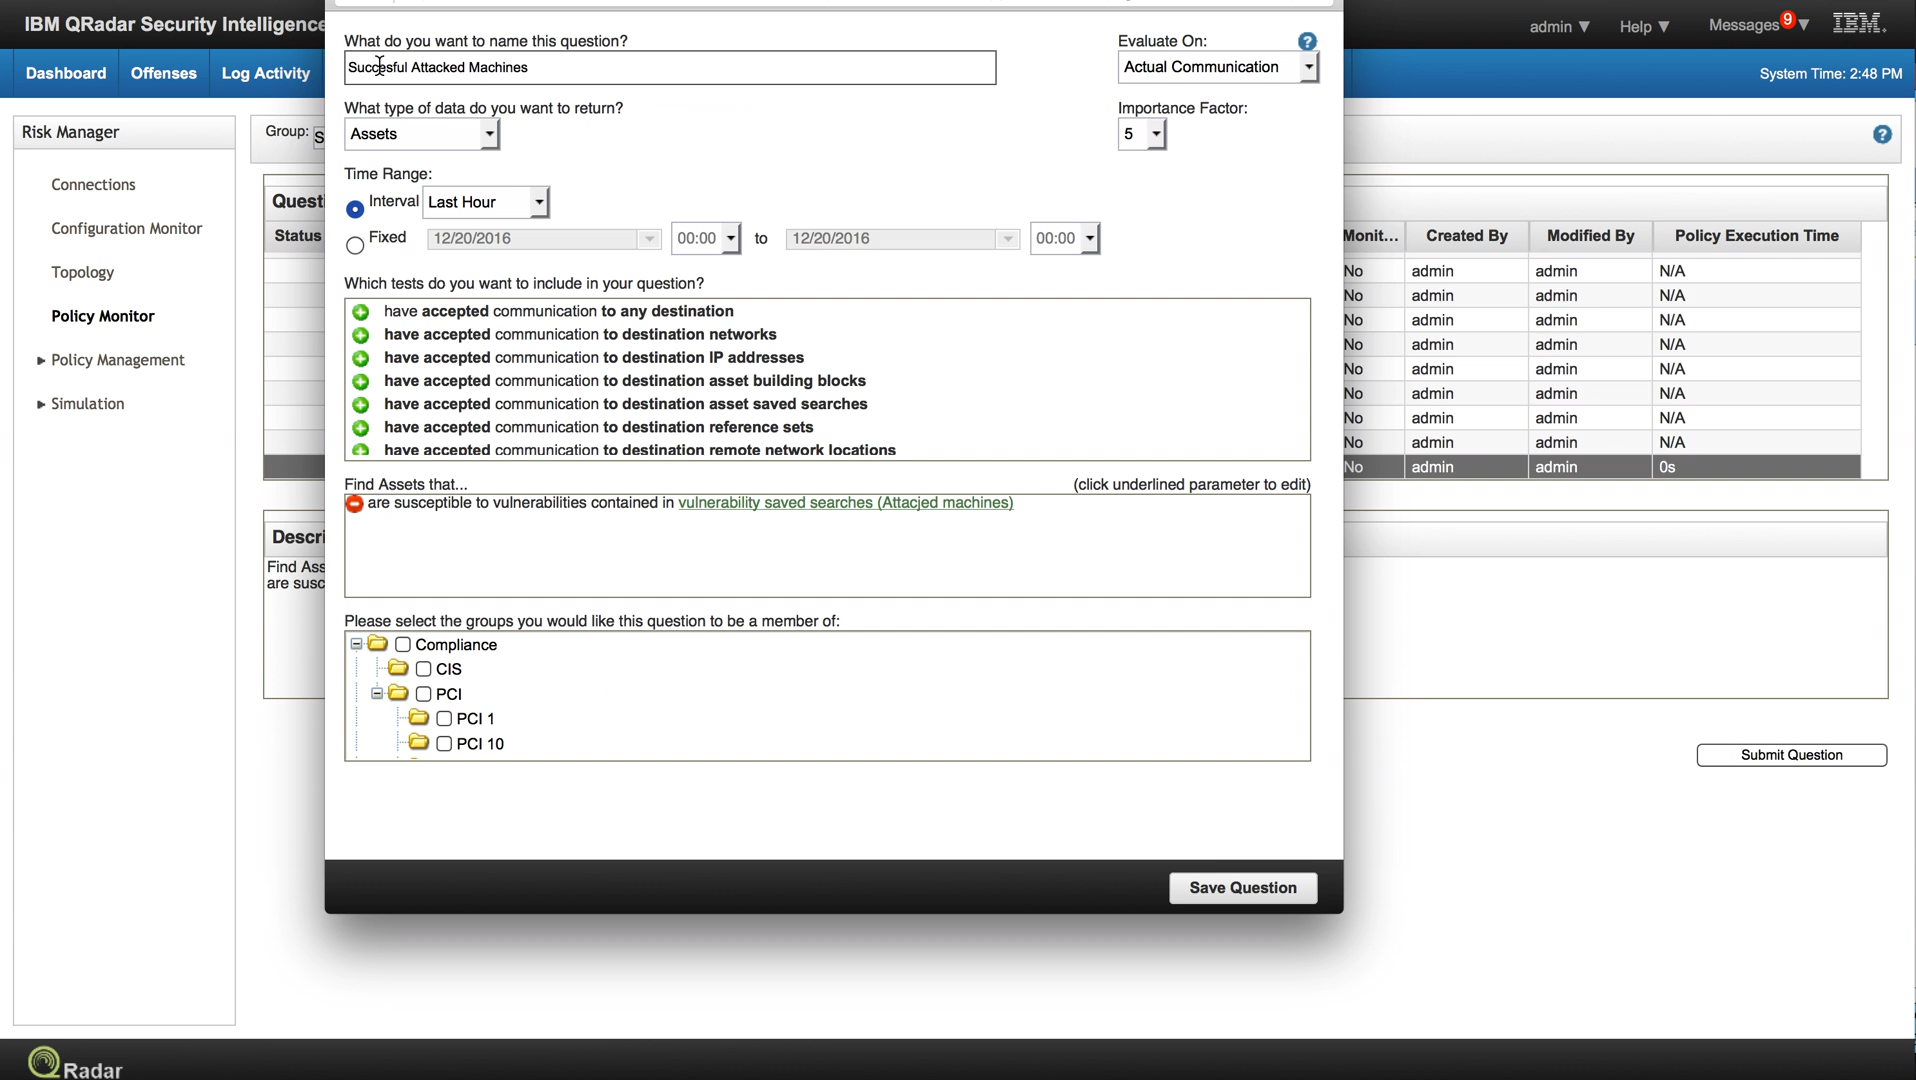 IBM QRadar Security Intelligence
admin ▼ Help ▼ Messages 9 ▼ IBM.
Dashboard Offenses Log Activity
System Time: 2:48 PM
Risk Manager
Connections
Configuration Monitor
Topology
Policy Monitor
Policy Management
Simulation
Group: S
Questi
Status
What do you want to name this question?
Succesful Attacked Machines
Evaluate On:
Actual Communication
What type of data do you want to return?
Assets
Importance Factor:
5
Time Range:
Interval Last Hour
Fixed 12/20/2016 00:00 to 12/20/2016 00:00
Which tests do you want to include in your question?
have accepted communication to any destination
have accepted communication to destination networks
have accepted communication to destination IP addresses
have accepted communication to destination asset building blocks
have accepted communication to destination asset saved searches
have accepted communication to destination reference sets
have accepted communication to destination remote network locations
Find Assets that... (click underlined parameter to edit)
are susceptible to vulnerabilities contained in vulnerability saved searches (Attacjed machines)
Please select the groups you would like this question to be a member of:
Compliance
CIS
PCI
PCI 1
PCI 10
Save Question
Monit... Created By Modified By Policy Execution Time
No admin admin N/A
No admin admin N/A
No admin admin N/A
No admin admin N/A
No admin admin N/A
No admin admin N/A
No admin admin N/A
No admin admin N/A
No admin admin 0s
Descri
Find Ass
are susc
Submit Question
QRadar